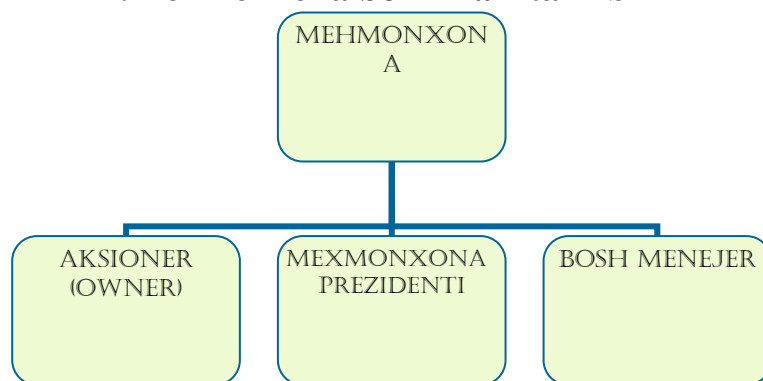 MEHMONXON
A
AKSIONER
(OWNER)
MEXMONXONA
PREZIDENTI
BOSH MENEJER